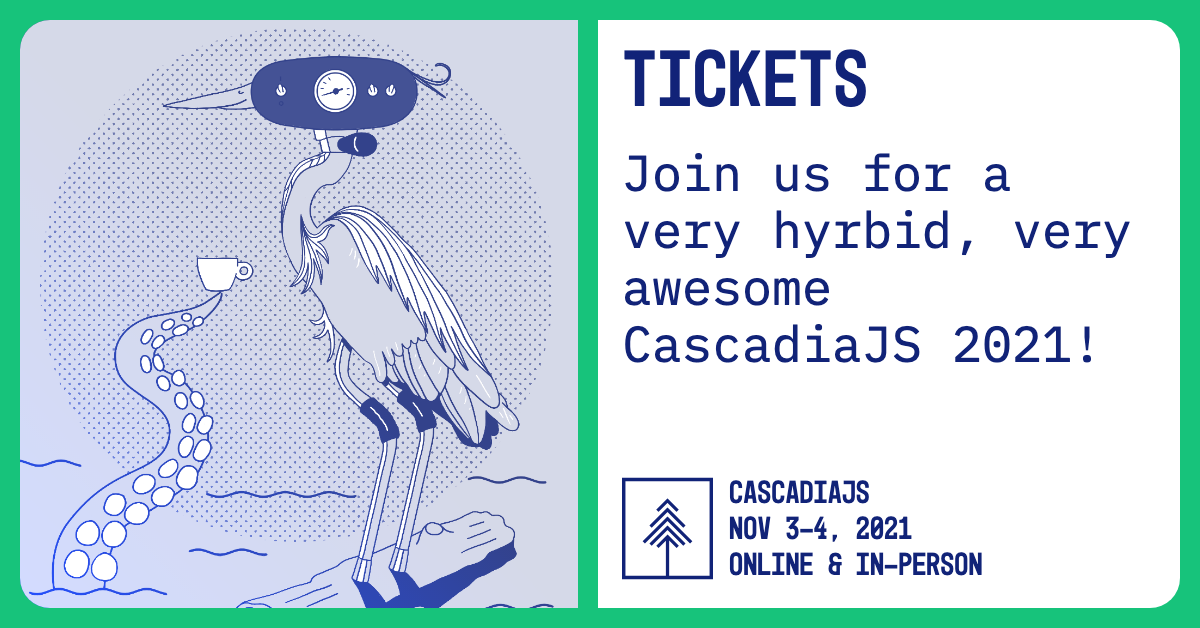 TICKETS
Join us for a
very hyrbid, very
awesome
CascadiaJS 2021!
CASCADIAJS
NOV 3-4, 2021
ONLINE & IN-PERSON